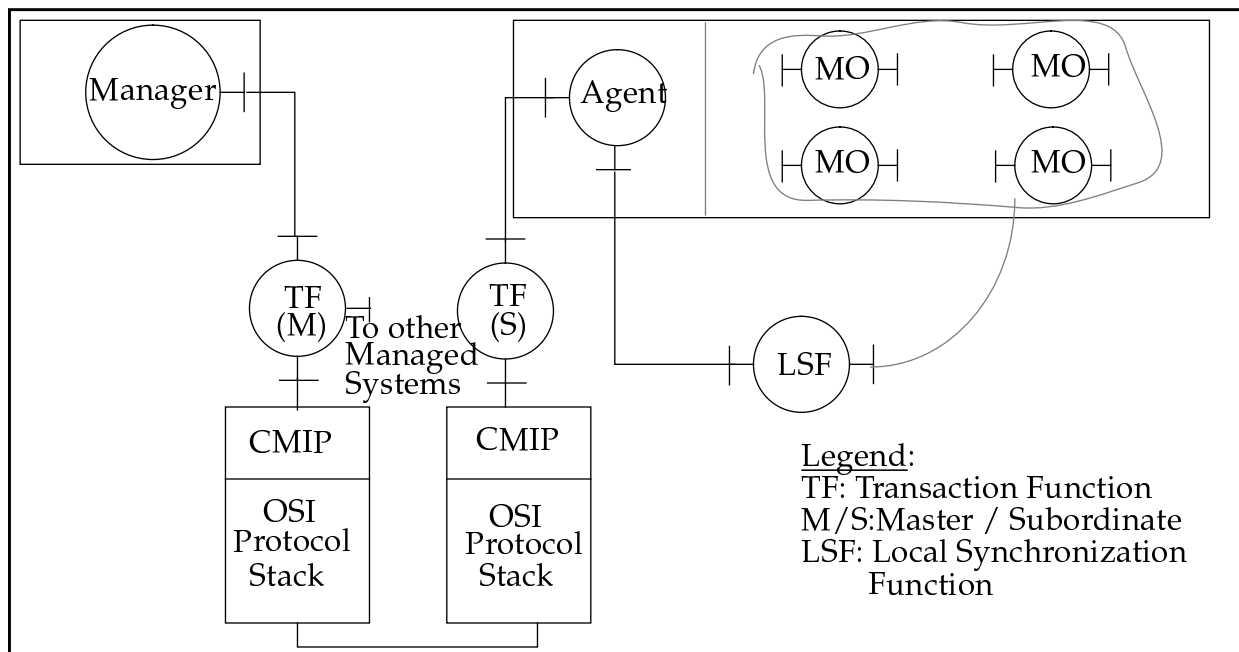 Manager
Agent
MO
MO
MO
MO
TF
(M)
To other
Managed
Systems
TF
(S)
LSF
CMIP
OSI
Protocol
Stack
CMIP
OSI
Protocol
Stack
Legend:
TF: Transaction Function
M/S:Master / Subordinate
LSF: Local Synchronization
Function